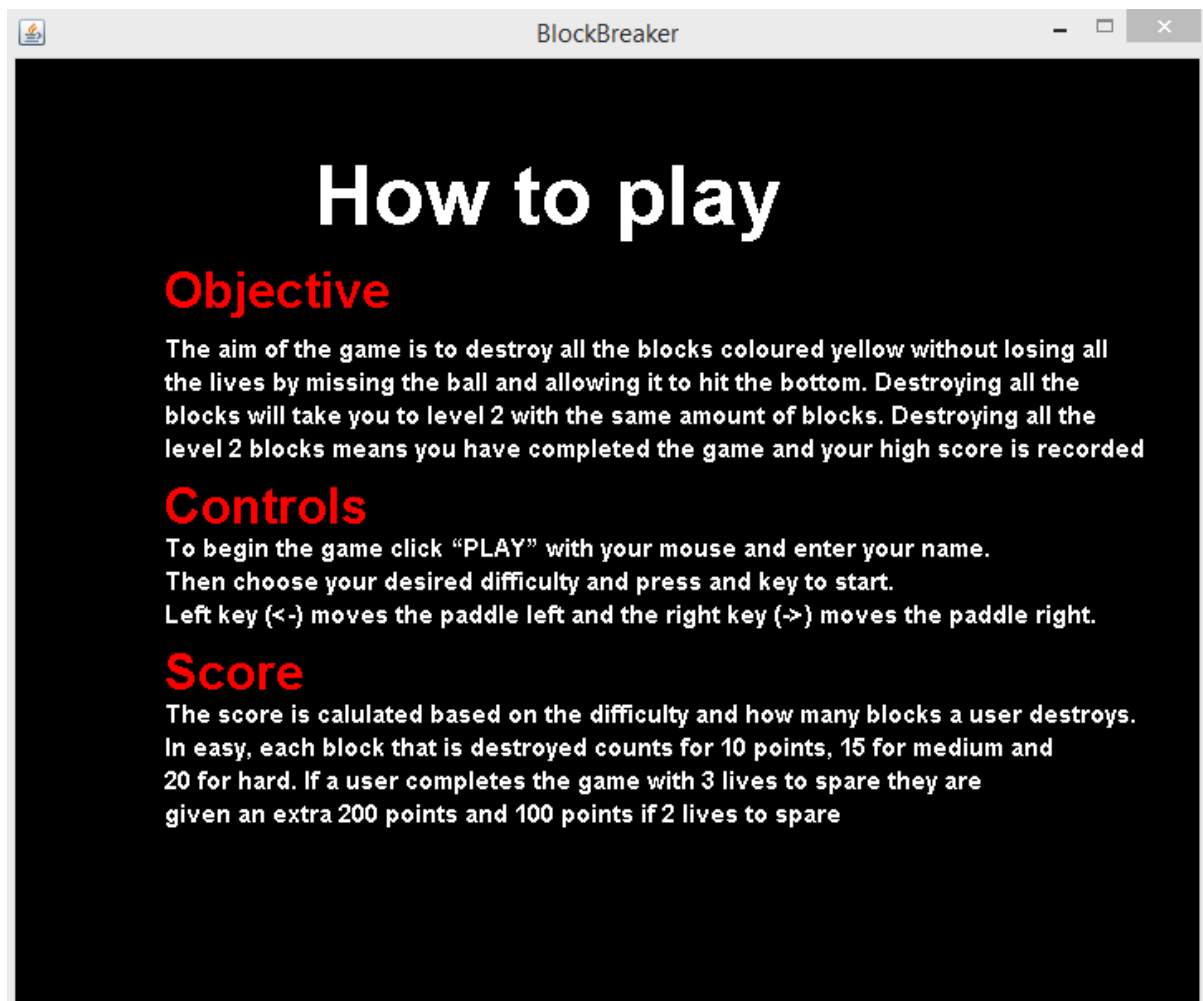 BlockBreaker
How to play
Objective
The aim of the game is to destroy all the blocks coloured yellow without losing all
the lives by missing the ball and allowing it to hit the bottom. Destroying all the
blocks will take you to level 2 with the same amount of blocks. Destroying all the
level 2 blocks means you have completed the game and your high score is recorded
Controls
To begin the game click “PLAY” with your mouse and enter your name.
Then choose your desired difficulty and press and key to start.
Left key (<-) moves the paddle left and the right key (->) moves the paddle right.
Score
The score is calulated based on the difficulty and how many blocks a user destroys.
In easy, each block that is destroyed counts for 10 points, 15 for medium and
20 for hard. If a user completes the game with 3 lives to spare they are
given an extra 200 points and 100 points if 2 lives to spare